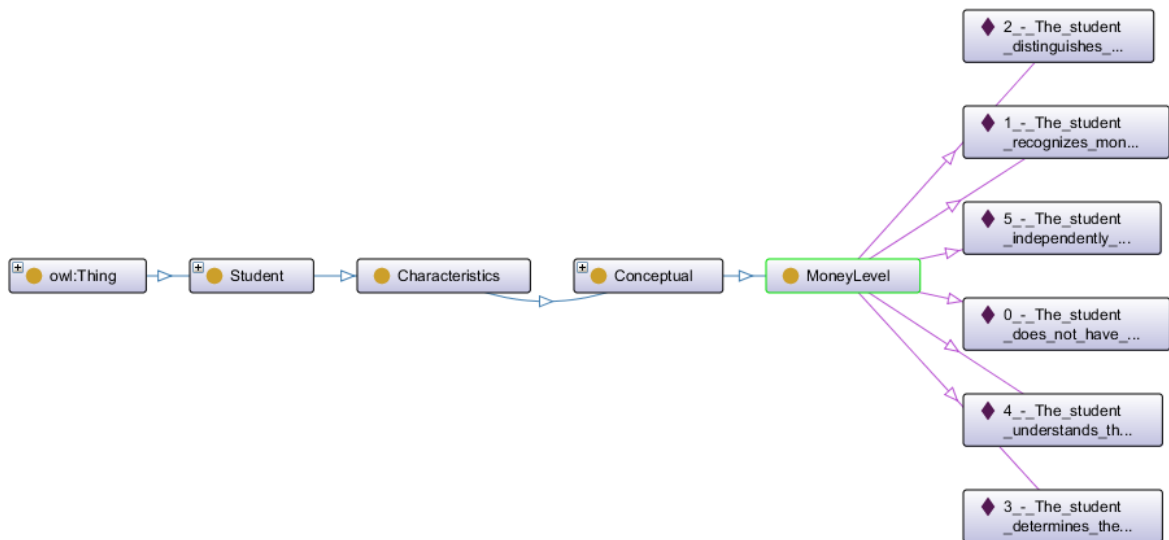 2_-_The_student
_distinguishes_...
1_-_The_student
_recognizes_mon...
5_-_The_student
_independently_...
owl:Thing
Student
Characteristics
Conceptual
MoneyLevel
0_-_The_student
_does_not_have_...
4_-_The_student
_understands_th...
3_-_The_student
_determines_the...